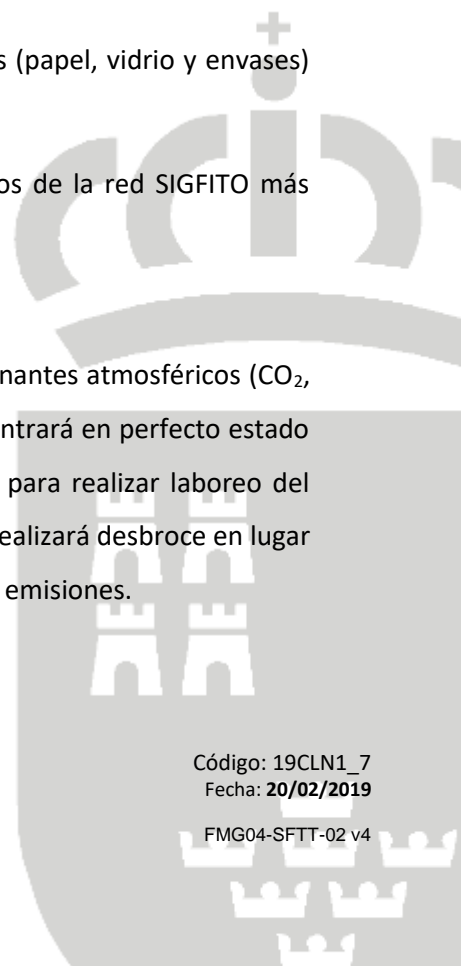 s (papel, vidrio y envases)
os de la red SIGFITO más
nantes atmosféricos (CO₂,
ntrará en perfecto estado
para realizar laboreo del
ealizará desbroce en lugar
emisiones.
Código: 19CLN1_7
Fecha: 20/02/2019
FMG04-SFTT-02 v4